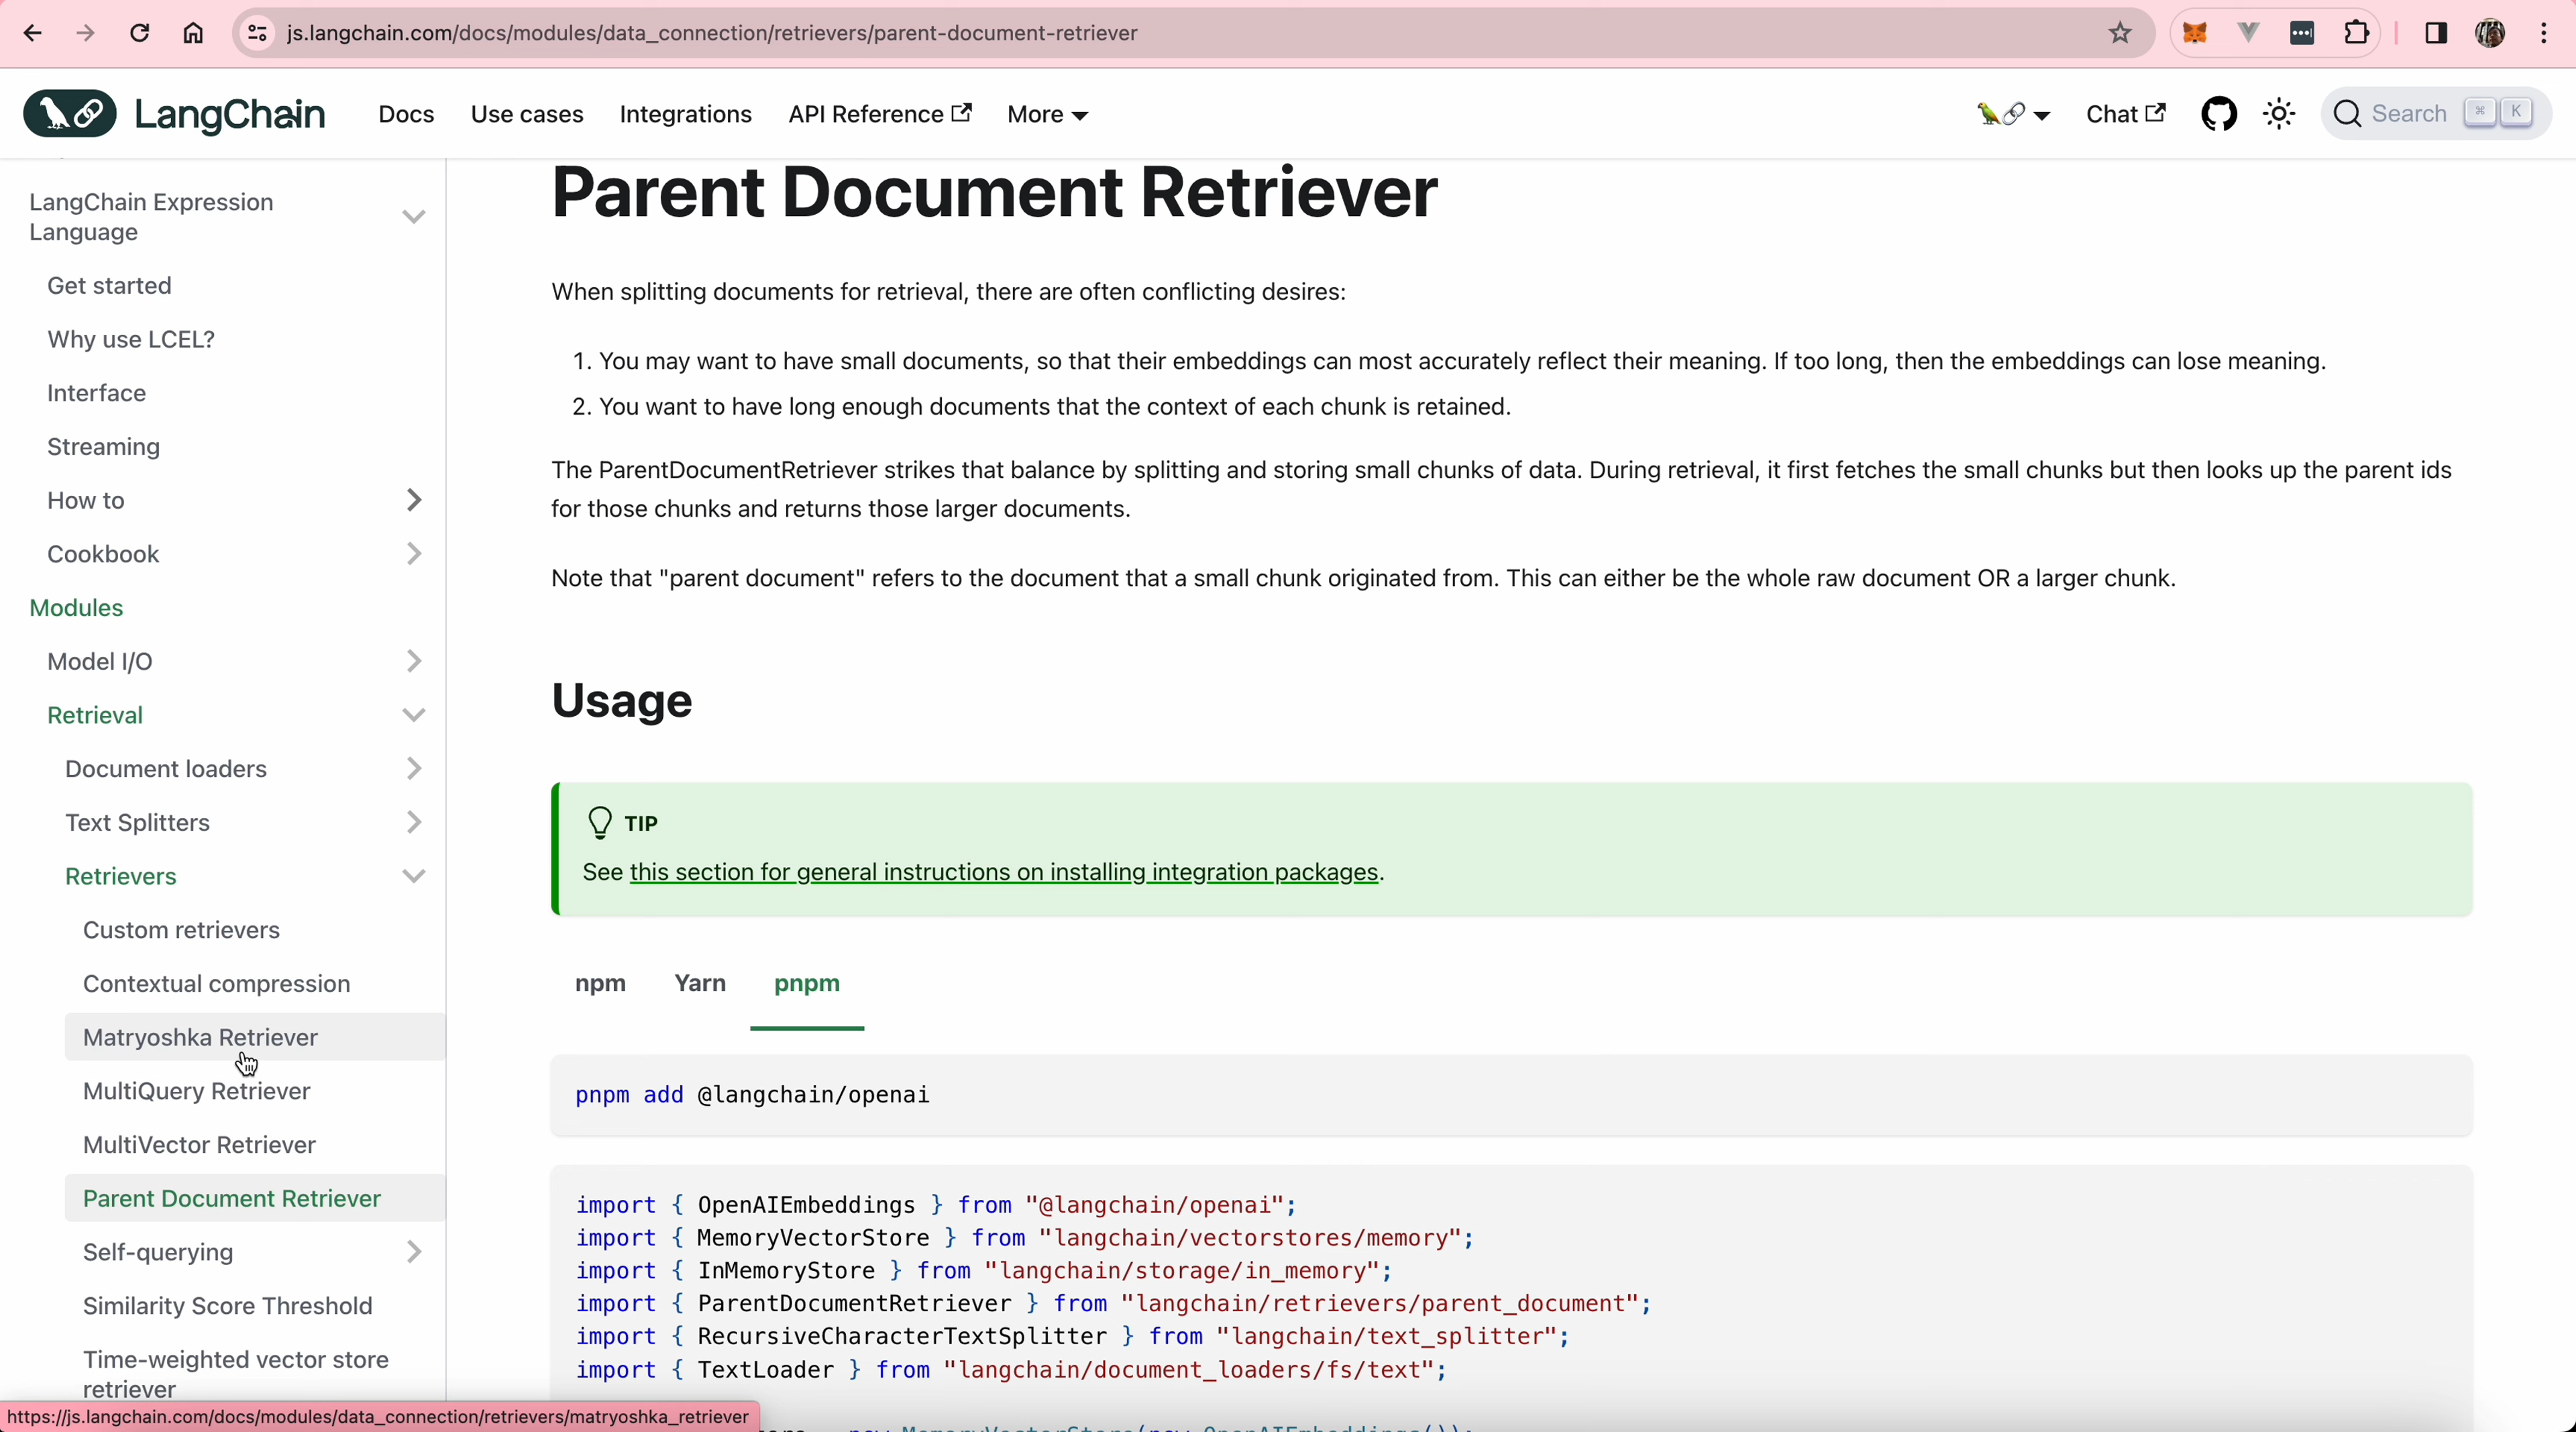 js.langchain.com/docs/modules/data_connection/retrievers/parent-document-retriever
LangChain
Docs
Use cases
Integrations
API Reference
More
Chat
Search
⌘ K
LangChain Expression
Language
Get started
Why use LCEL?
Interface
Streaming
How to
Cookbook
Modules
Model I/O
Retrieval
Document loaders
Text Splitters
Retrievers
Custom retrievers
Contextual compression
Matryoshka Retriever
MultiQuery Retriever
MultiVector Retriever
Parent Document Retriever
Self-querying
Similarity Score Threshold
Time-weighted vector store
retriever
Parent Document Retriever
When splitting documents for retrieval, there are often conflicting desires:
1. You may want to have small documents, so that their embeddings can most accurately reflect their meaning. If too long, then the embeddings can lose meaning.
2. You want to have long enough documents that the context of each chunk is retained.
The ParentDocumentRetriever strikes that balance by splitting and storing small chunks of data. During retrieval, it first fetches the small chunks but then looks up the parent ids
for those chunks and returns those larger documents.
Note that "parent document" refers to the document that a small chunk originated from. This can either be the whole raw document OR a larger chunk.
Usage
TIP
See this section for general instructions on installing integration packages.
npm
Yarn
pnpm
pnpm add @langchain/openai
import { OpenAIEmbeddings } from "@langchain/openai";
import { MemoryVectorStore } from "langchain/vectorstores/memory";
import { InMemoryStore } from "langchain/storage/in_memory";
import { ParentDocumentRetriever } from "langchain/retrievers/parent_document";
import { RecursiveCharacterTextSplitter } from "langchain/text_splitter";
import { TextLoader } from "langchain/document_loaders/fs/text";
https://js.langchain.com/docs/modules/data_connection/retrievers/matryoshka_retriever